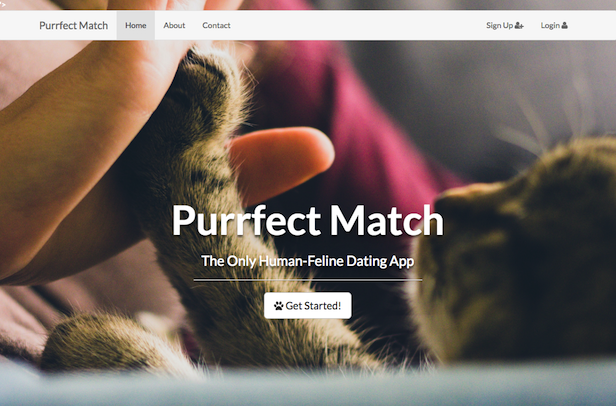 Purrfect Match
Home
About
Contact
Sign Up
Login
Purrfect Match
The Only Human-Feline Dating App
Get Started!